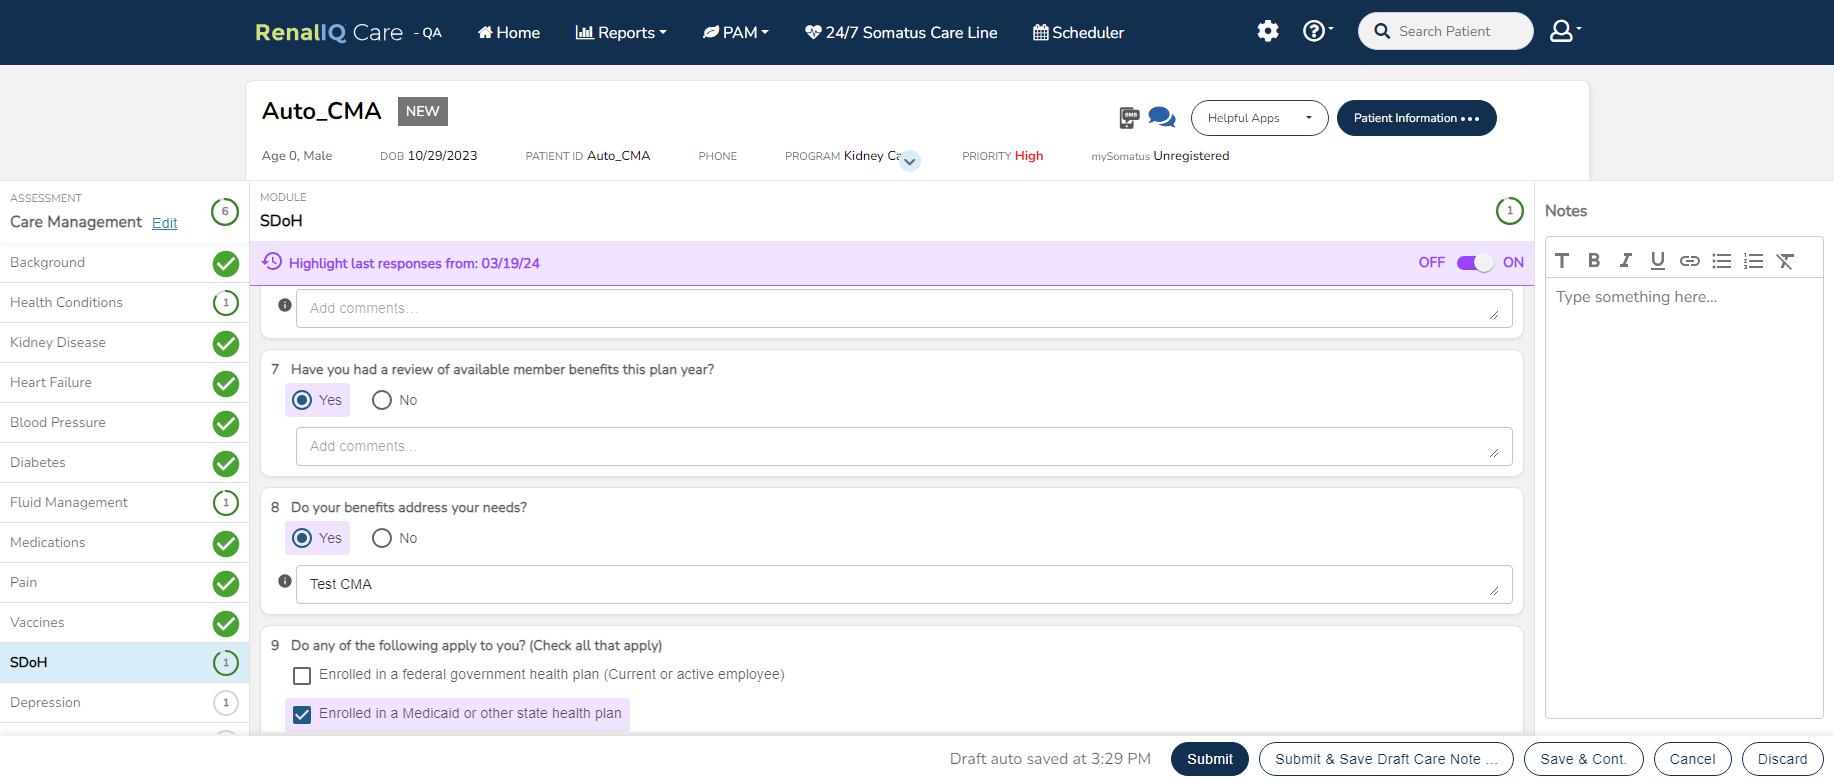 RenalIQ Care - QA Home Reports PAM 24/7 Somatus Care Line Scheduler Search Patient
Auto_CMA NEW
SMS
Helpful Apps Patient Information •••
Age 0, Male DOB 10/29/2023 PATIENT ID Auto_CMA PHONE PROGRAM Kidney Ca PRIORITY High mySomatus Unregistered
ASSESSMENT
Care Management Edit 6
Background
Health Conditions 1
Kidney Disease
Heart Failure
Blood Pressure
Diabetes
Fluid Management 1
Medications
Pain
Vaccines
SDoH 1
Depression 1
MODULE
SDoH 1
Highlight last responses from: 03/19/24 OFF ON
Add comments...
7 Have you had a review of available member benefits this plan year?
Yes No
Add comments...
8 Do your benefits address your needs?
Yes No
Test CMA
9 Do any of the following apply to you? (Check all that apply)
Enrolled in a federal government health plan (Current or active employee)
Enrolled in a Medicaid or other state health plan
Notes
T B I U
Type something here...
Draft auto saved at 3:29 PM Submit Submit & Save Draft Care Note ... Save & Cont. Cancel Discard